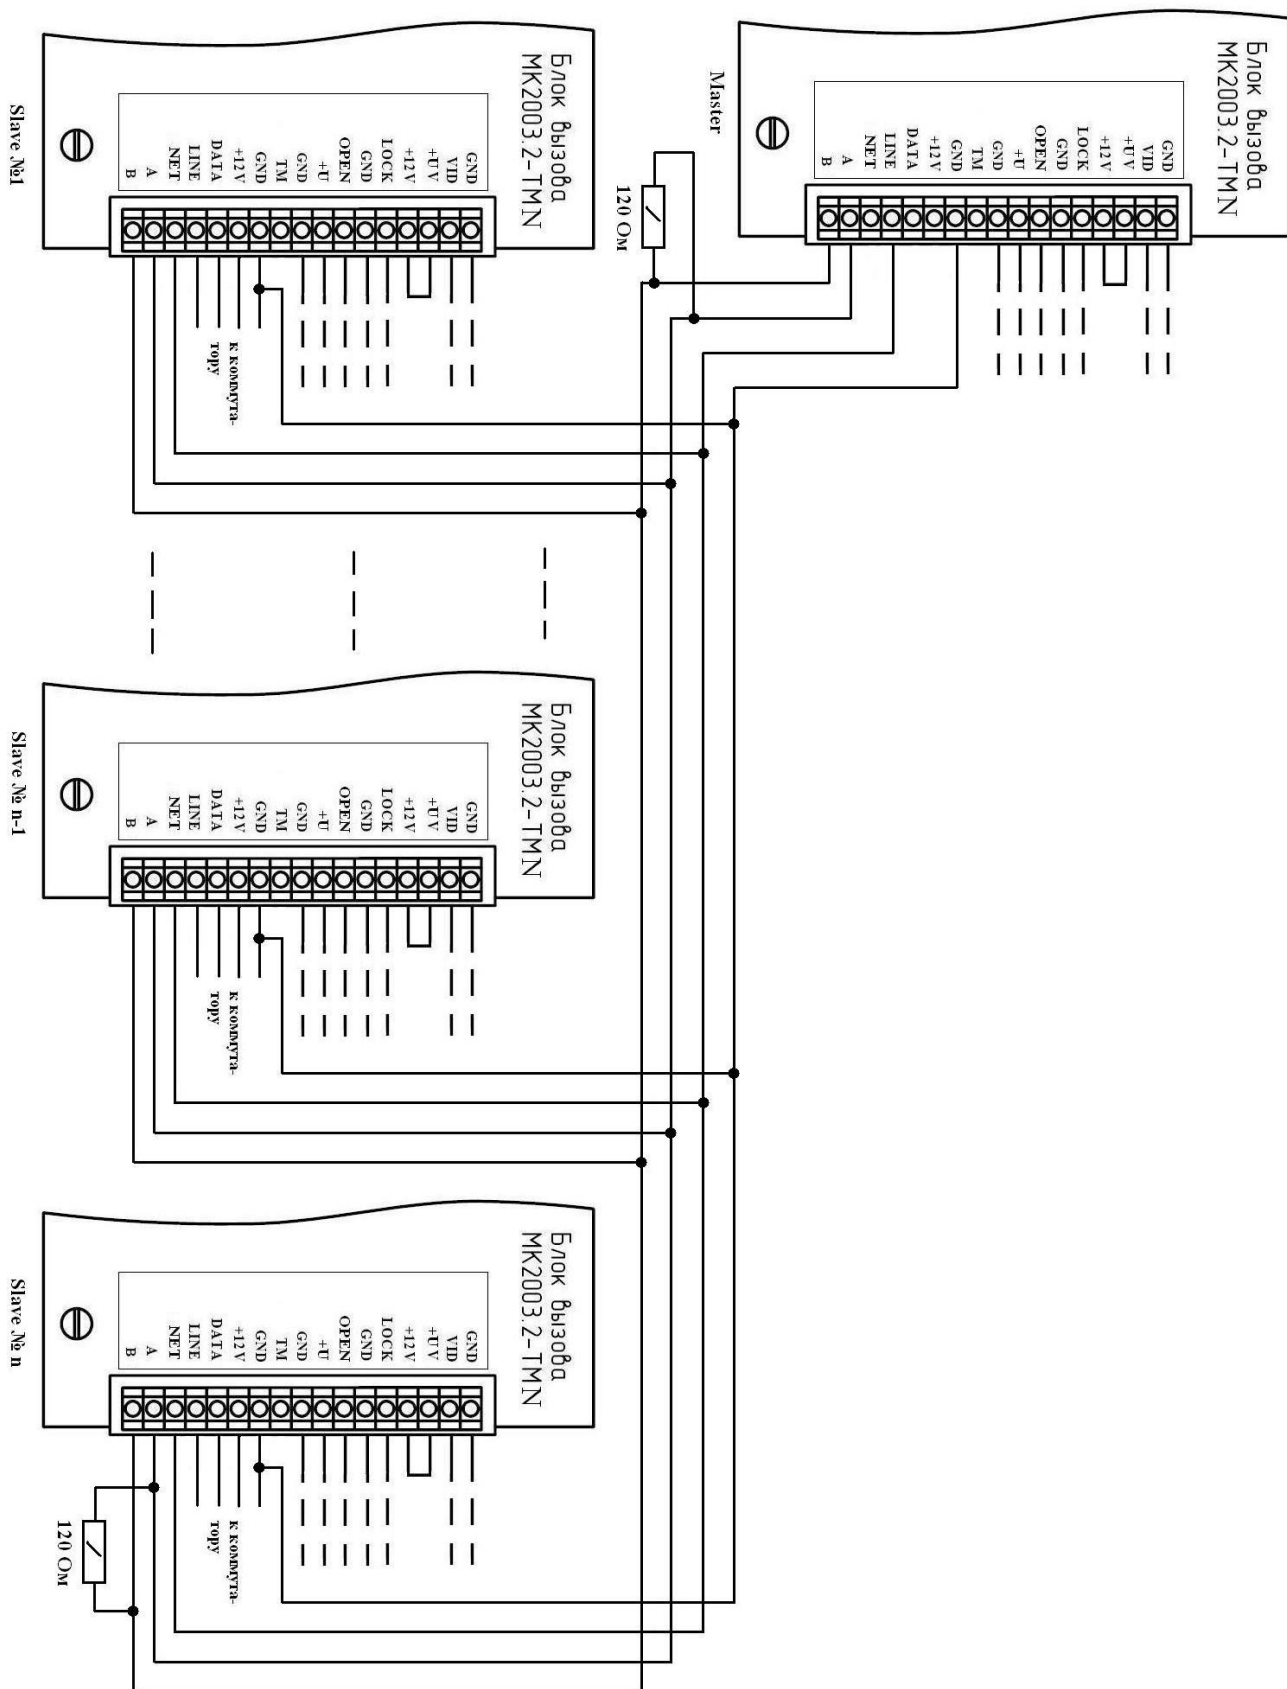 Slave №1
Блок вызова
МК2003.2-TMN
B
A
NET
LINE
DATA
+12V
GND
TM
GND
+U
OPEN
GND
LOCK
+12V
+UV
VID
GND
к коммута-
тору
Master
Блок вызова
МК2003.2-TMN
B
A
NET
LINE
DATA
+12V
GND
TM
GND
+U
OPEN
GND
LOCK
+12V
+UV
VID
GND
120 Ом
Slave № n-1
Блок вызова
МК2003.2-TMN
B
A
NET
LINE
DATA
+12V
GND
TM
GND
+U
OPEN
GND
LOCK
+12V
+UV
VID
GND
к коммута-
тору
Slave № n
Блок вызова
МК2003.2-TMN
B
A
NET
LINE
DATA
+12V
GND
TM
GND
+U
OPEN
GND
LOCK
+12V
+UV
VID
GND
к коммута-
тору
120 Ом